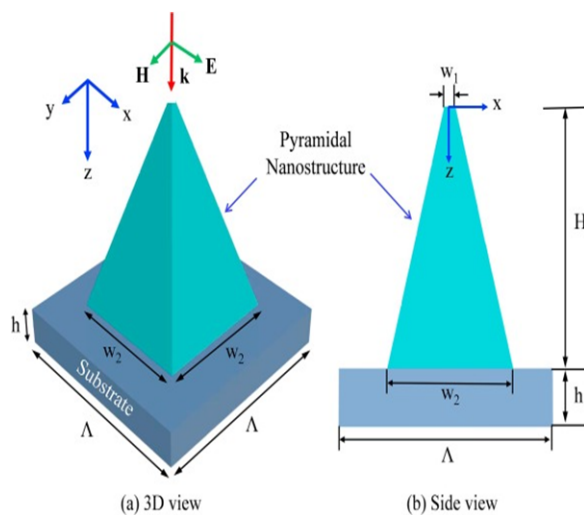 H
E
k
y
x
z
Pyramidal
Nanostructure
h
w₂
w₂
Substrate
Λ
Λ
(a) 3D view
w₁
x
z
H
w₂
h
Λ
(b) Side view